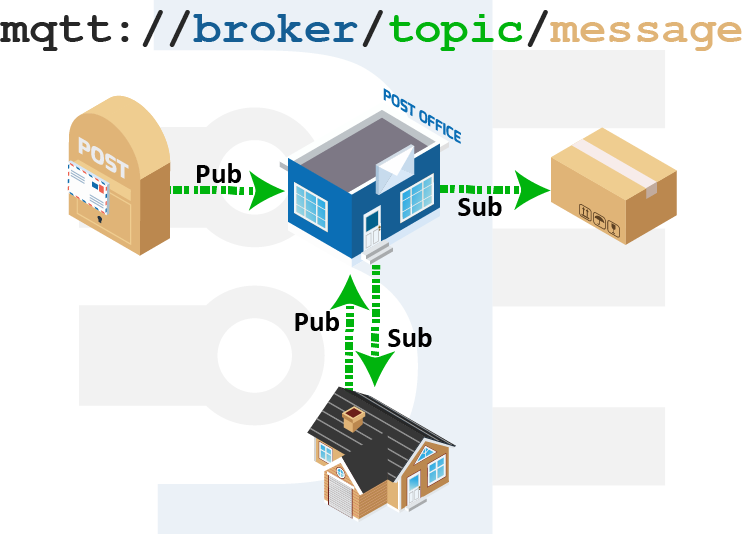 mqtt://broker/topic/message
POST OFFICE
POST
Pub
Sub
Pub
Sub